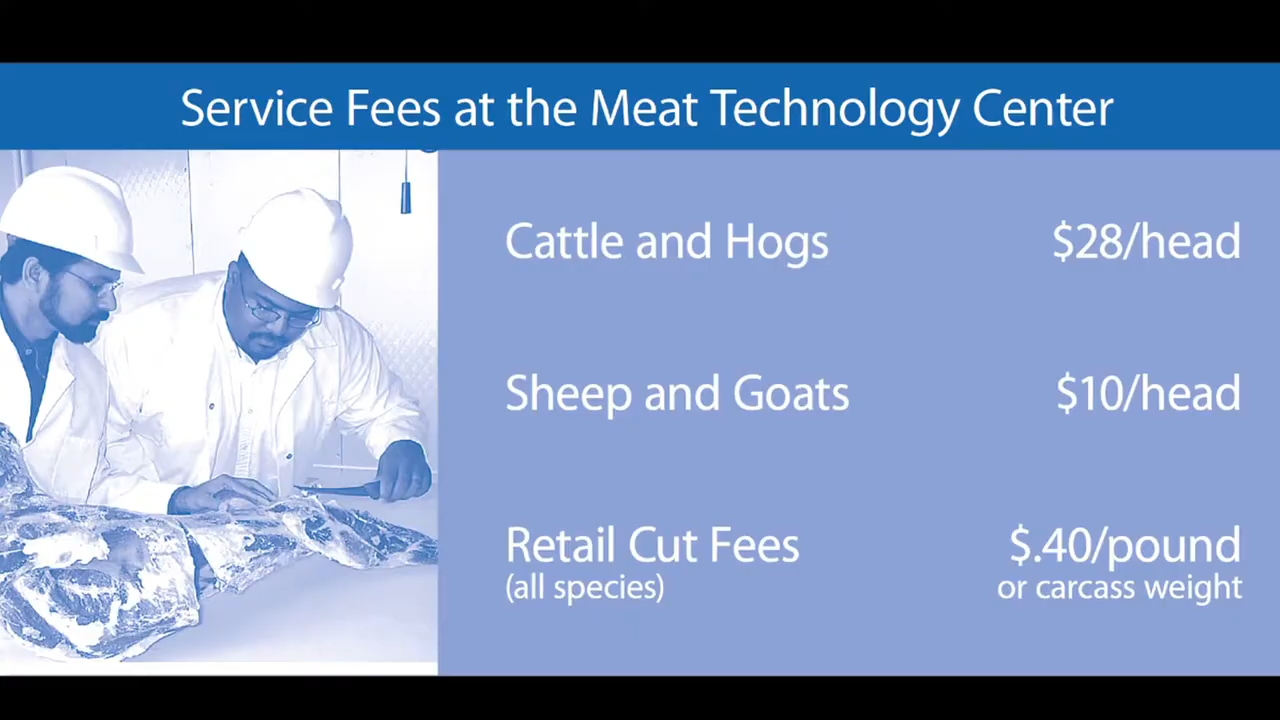 Service Fees at the Meat Technology Center
Cattle and Hogs $28/head
Sheep and Goats $10/head
Retail Cut Fees $.40/pound
(all species) or carcass weight